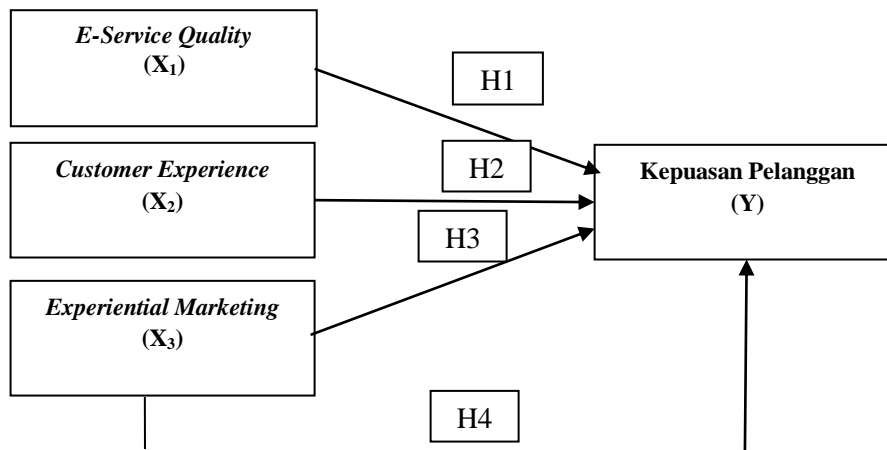 E-Service Quality
(X₁)
H1
Customer Experience
(X₂)
H2
Kepuasan Pelanggan
(Y)
H3
Experiential Marketing
(X₃)
H4